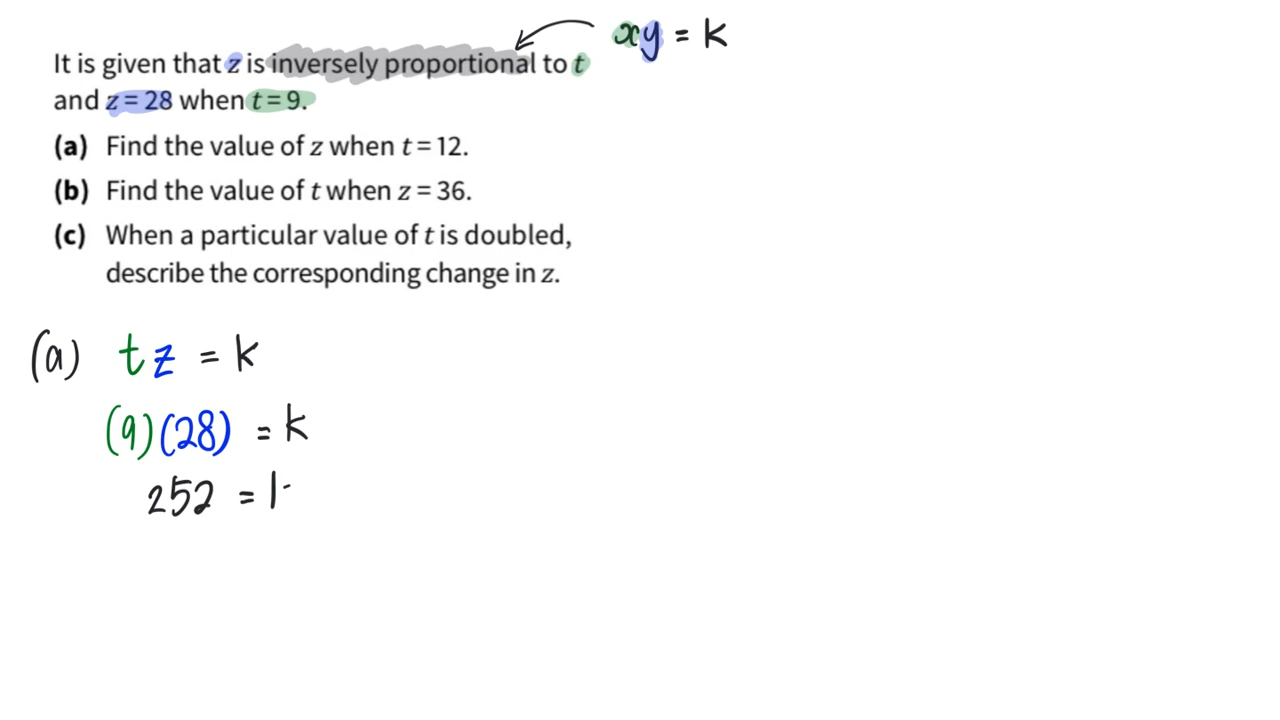 xy = k
It is given that z is inversely proportional to t
and z = 28 when t = 9.
(a) Find the value of z when t = 12.
(b) Find the value of t when z = 36.
(c) When a particular value of t is doubled,
describe the corresponding change in z.
(a) tz = k
(9)(28) = k
252 =